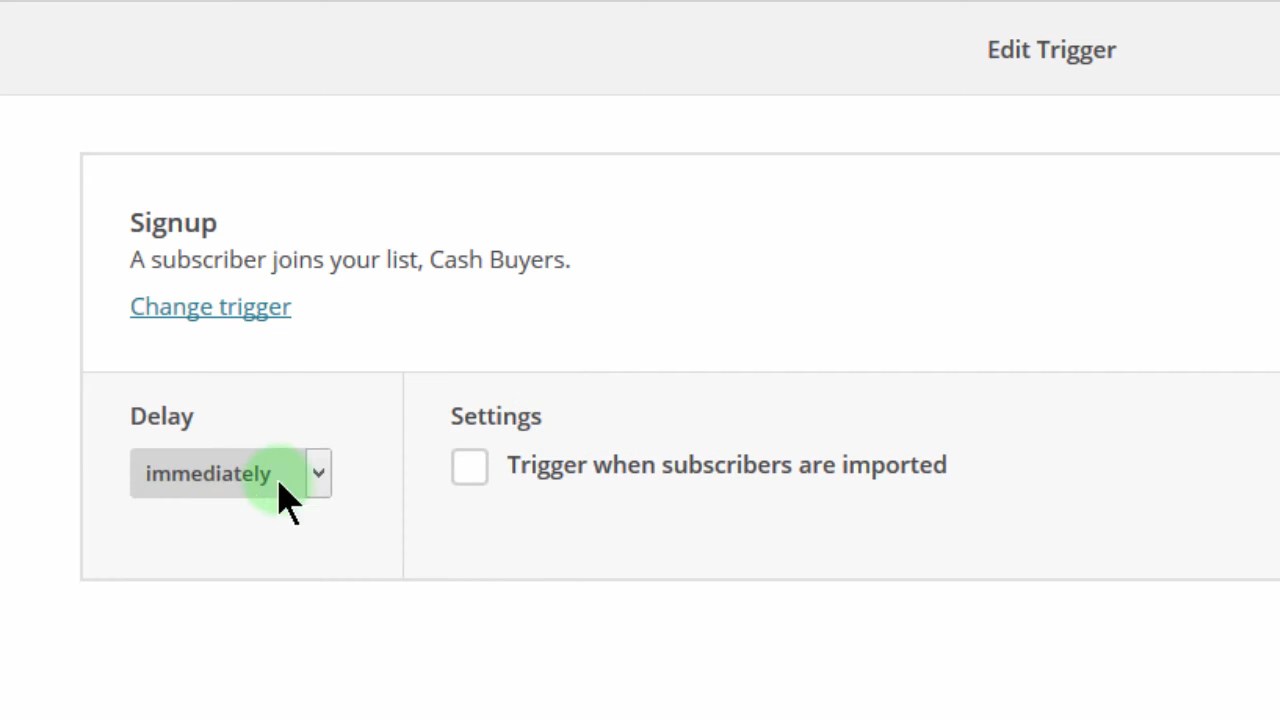 Edit Trigger
Signup
A subscriber joins your list, Cash Buyers.
Change trigger
Delay
immediately
Settings
Trigger when subscribers are imported